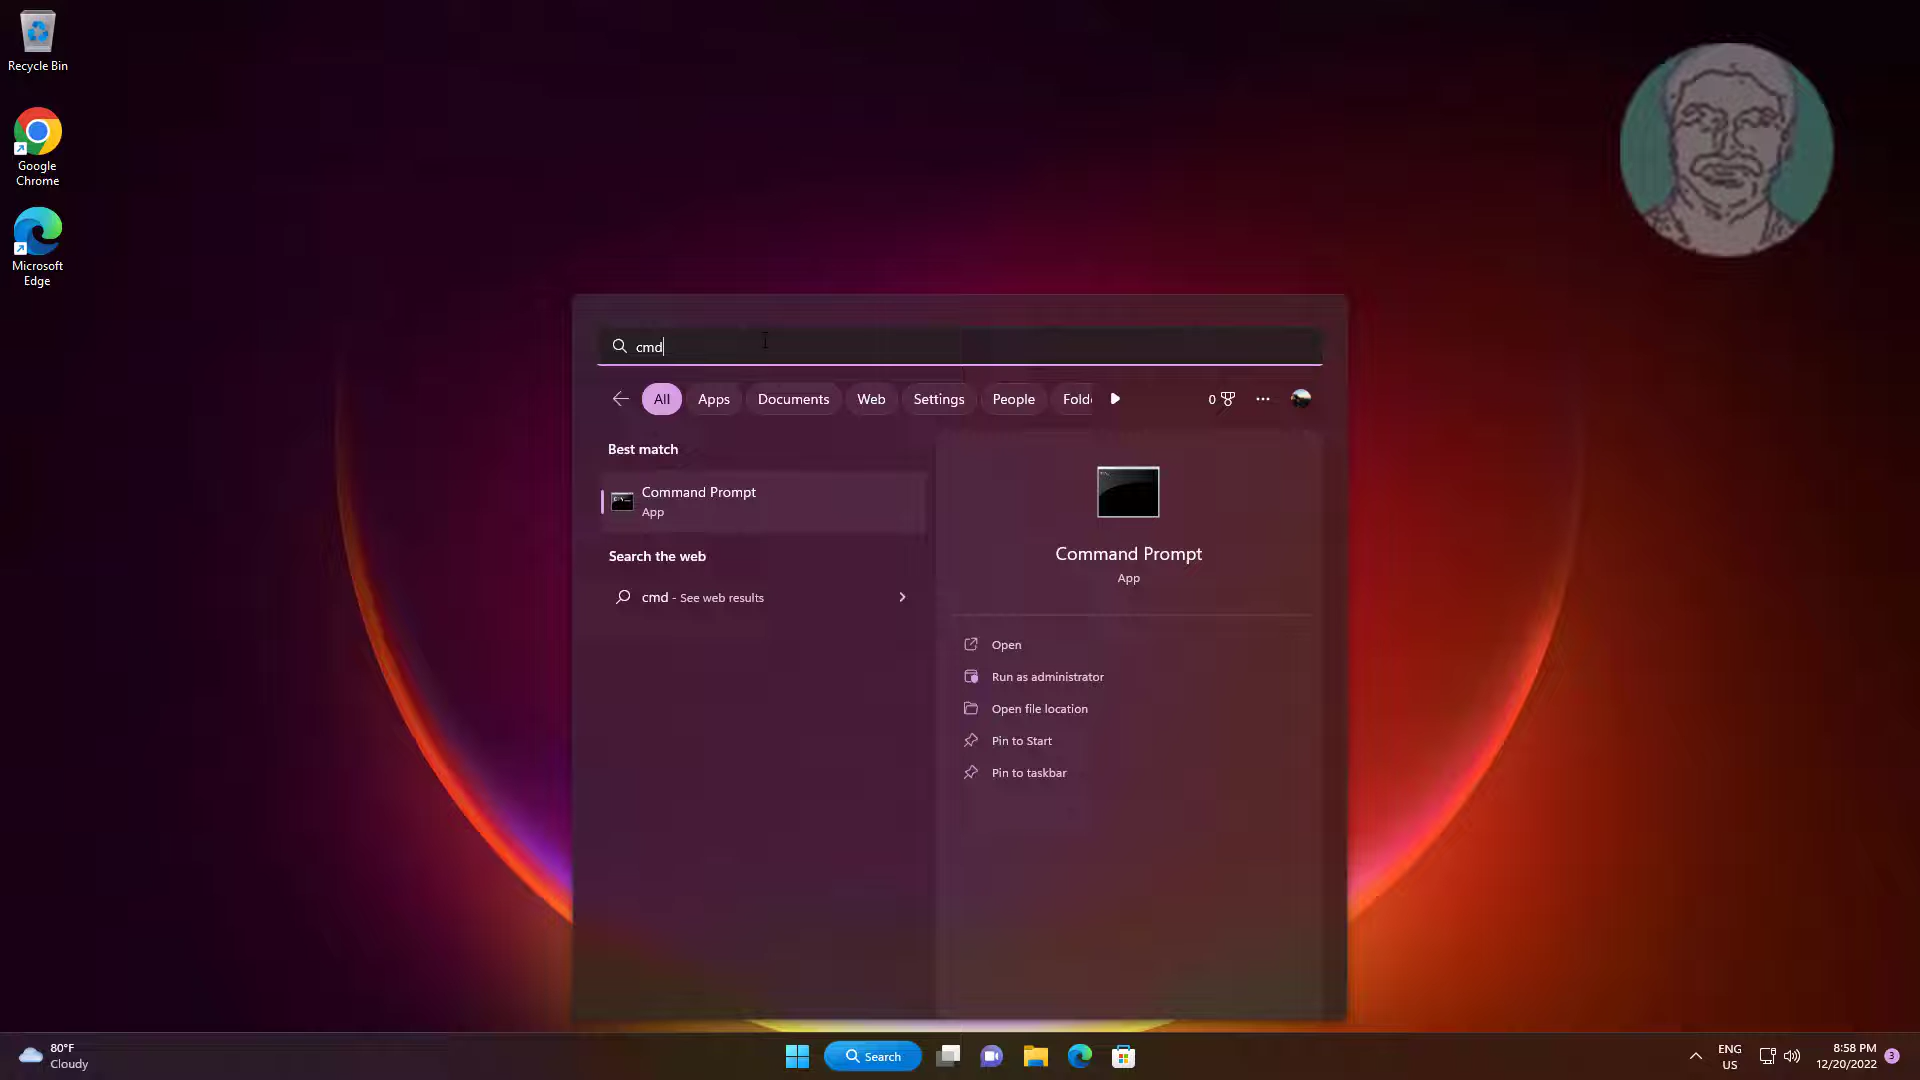 Recycle Bin
Google
Chrome
Microsoft
Edge
cmd
All
Apps
Documents
Web
Settings
People
Fold
0
Best match
Command Prompt
App
Search the web
cmd - See web results
Command Prompt
App
Open
Run as administrator
Open file location
Pin to Start
Pin to taskbar
80°F
Cloudy
Search
ENG
US
8:58 PM
12/20/2022
3